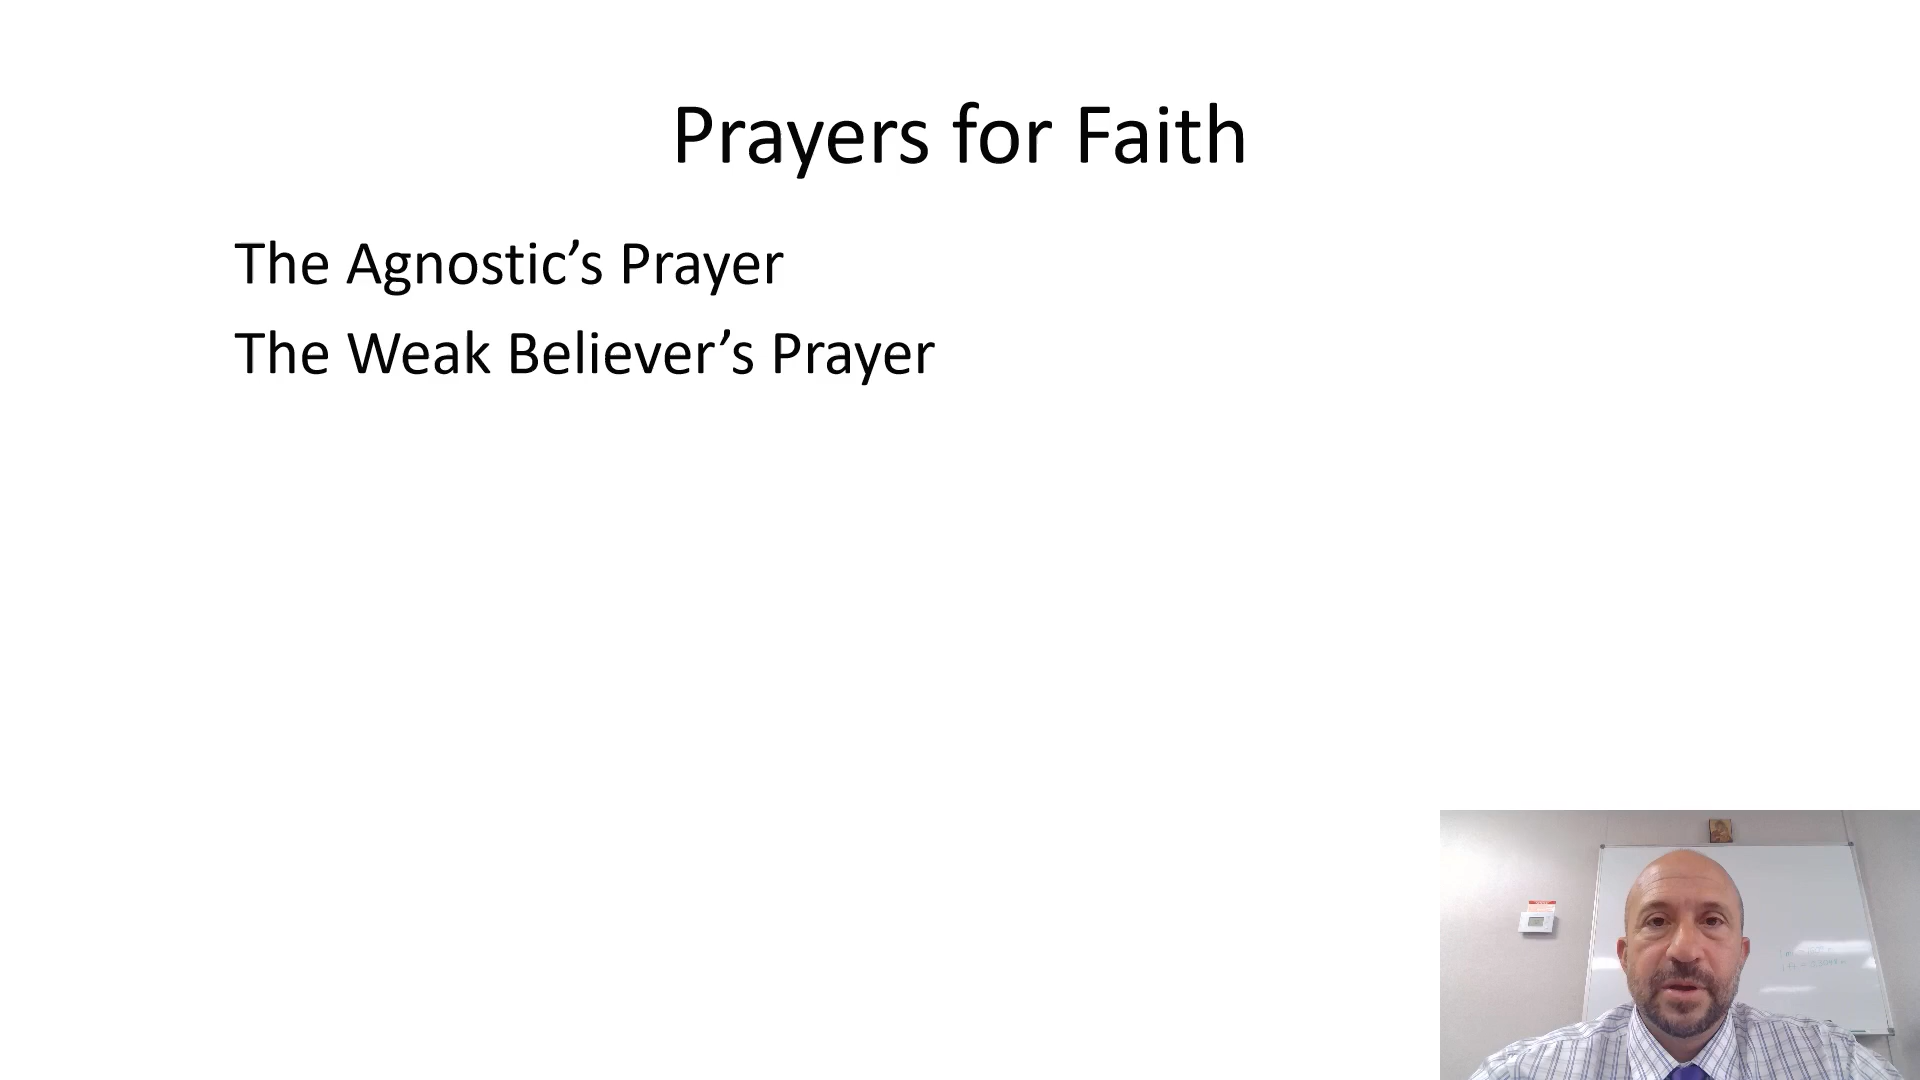 Prayers for Faith
The Agnostic’s Prayer
The Weak Believer’s Prayer